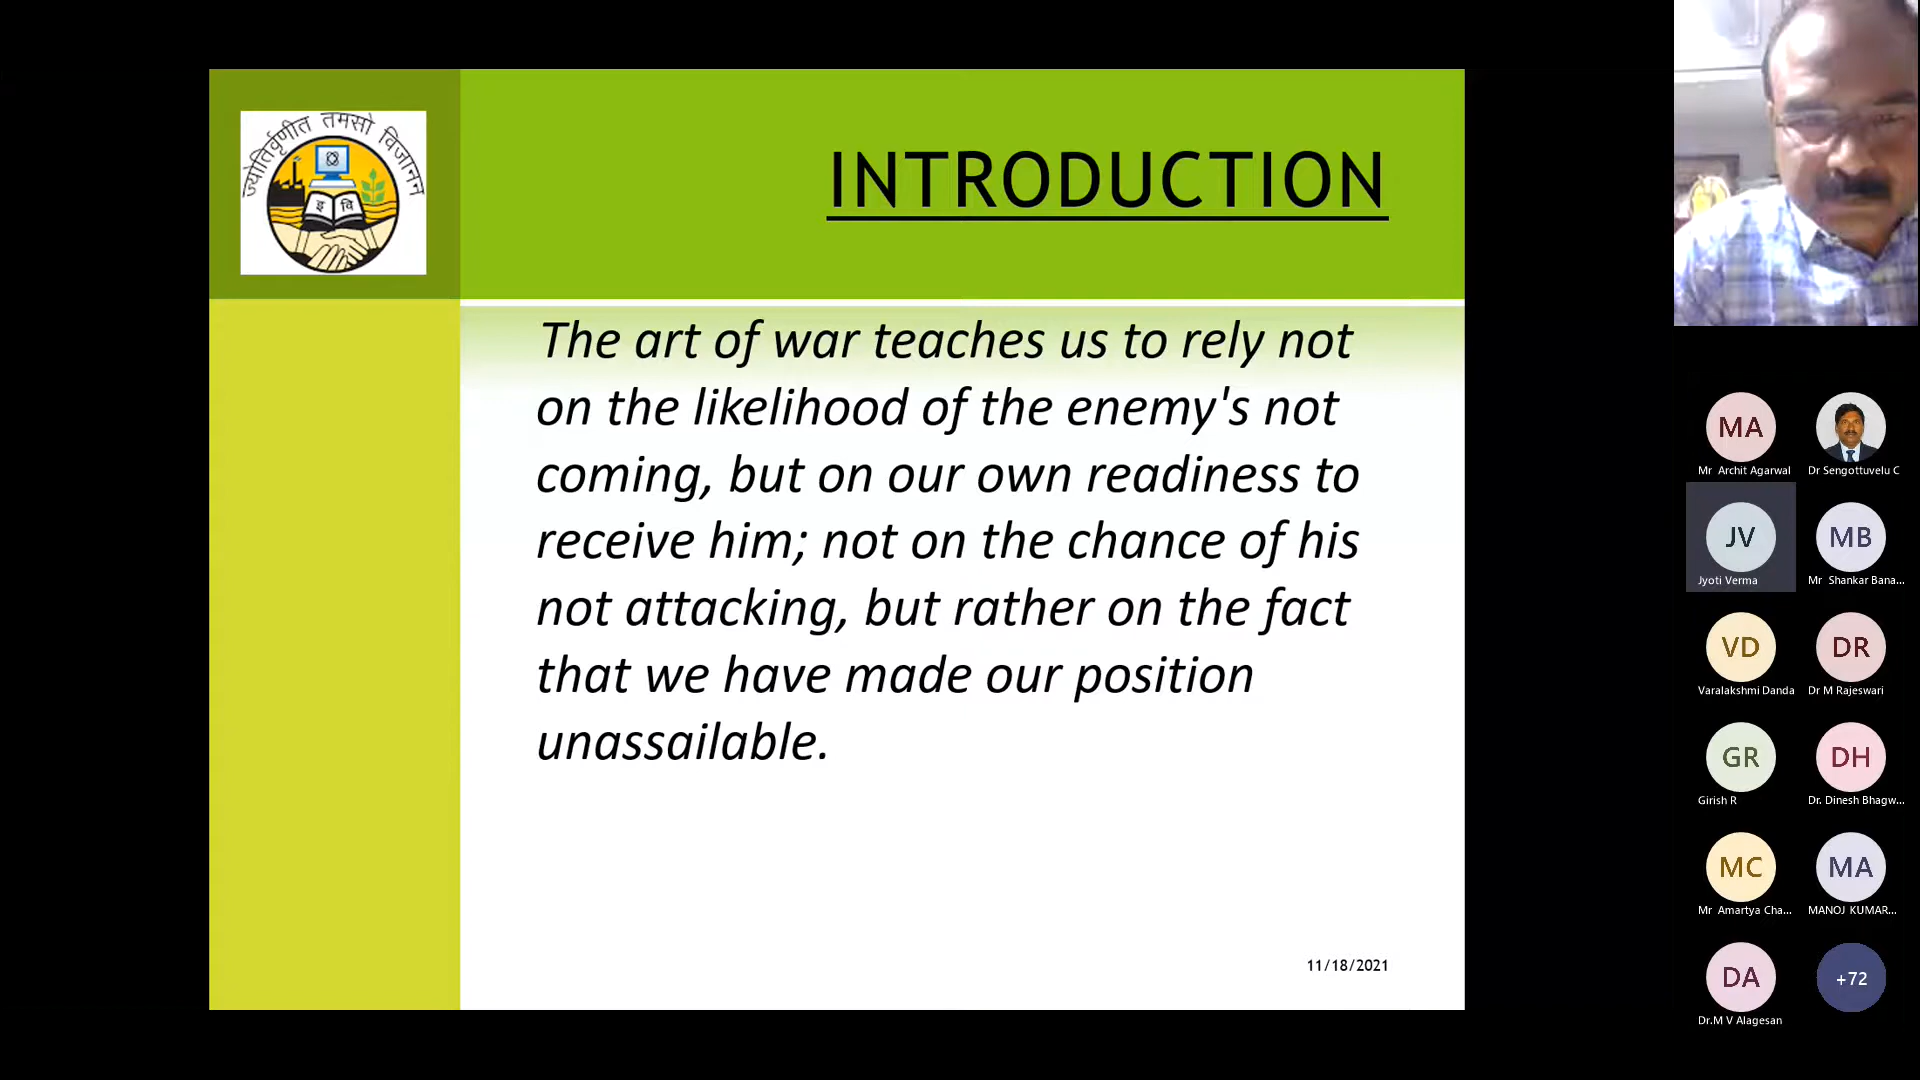 ज्योतिर्वृणीत तमसो विजानन
इ वि
INTRODUCTION
The art of war teaches us to rely not
on the likelihood of the enemy's not
coming, but on our own readiness to
receive him; not on the chance of his
not attacking, but rather on the fact
that we have made our position
unassailable.
11/18/2021
MA
Mr Archit Agarwal
Dr Sengottuvelu C
JV
Jyoti Verma
MB
Mr Shankar Bana...
VD
Varalakshmi Danda
DR
Dr M Rajeswari
GR
Girish R
DH
Dr. Dinesh Bhagw...
MC
Mr Amartya Cha...
MA
MANOJ KUMAR...
DA
Dr.M V Alagesan
+72